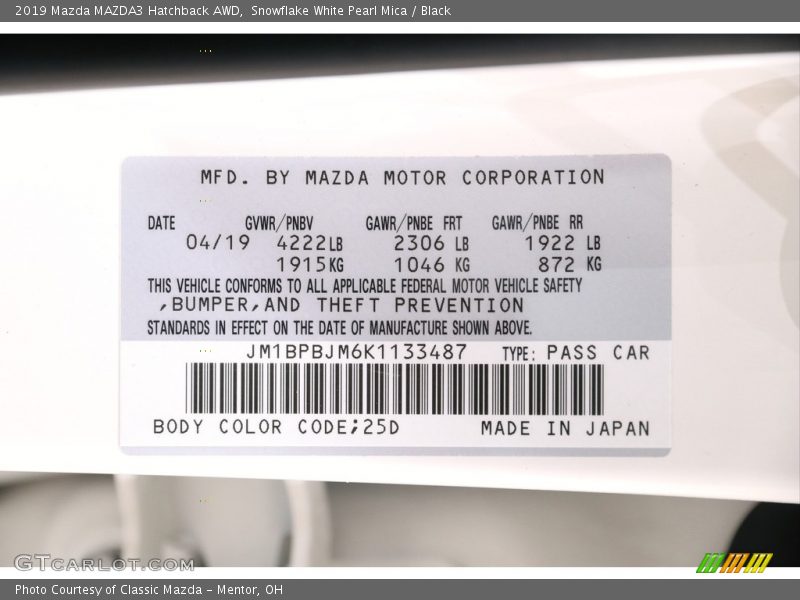 2019 Mazda MAZDA3 Hatchback AWD,  Snowflake White Pearl Mica / Black
MFD. BY MAZDA MOTOR CORPORATION
DATE GVWR/PNBV GAWR/PNBE FRT GAWR/PNBE RR
04/19 4222LB 2306 LB 1922 LB
1915KG 1046 KG 872 KG
THIS VEHICLE CONFORMS TO ALL APPLICABLE FEDERAL MOTOR VEHICLE SAFETY
,BUMPER,AND THEFT PREVENTION
STANDARDS IN EFFECT ON THE DATE OF MANUFACTURE SHOWN ABOVE.
JM1BPBJM6K1133487 TYPE: PASS CAR
BODY COLOR CODE;25D MADE IN JAPAN
GTcarlot.com
Photo Courtesy of Classic Mazda - Mentor, OH